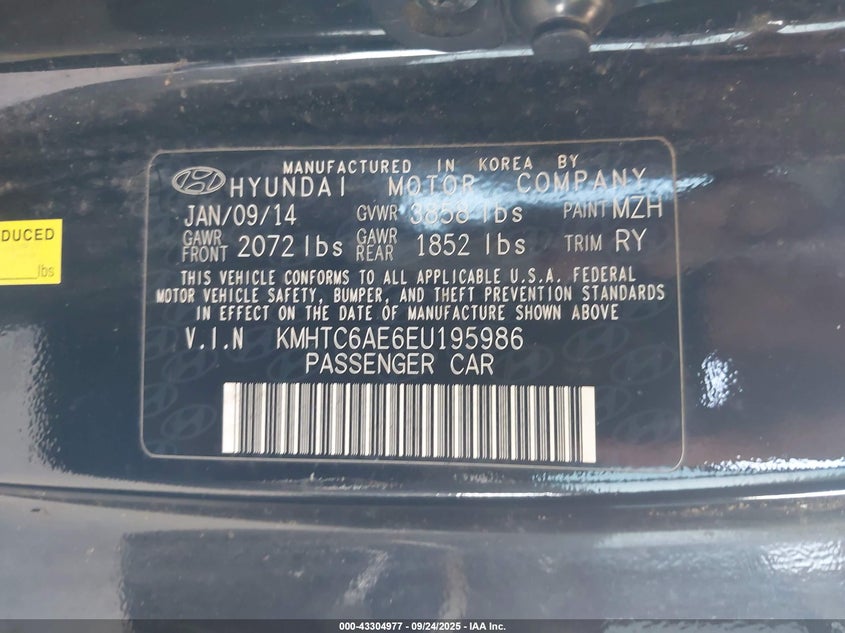 MANUFACTURED IN KOREA BY
HYUNDAI MOTOR COMPANY
JAN/09/14 GVWR 3858 lbs PAINT MZH
GAWR FRONT 2072 lbs GAWR REAR 1852 lbs TRIM RY
THIS VEHICLE CONFORMS TO ALL APPLICABLE U.S.A. FEDERAL
MOTOR VEHICLE SAFETY, BUMPER, AND THEFT PREVENTION STANDARDS
IN EFFECT ON THE DATE OF MANUFACTURE SHOWN ABOVE
V.I.N KMHTC6AE6EU195986
PASSENGER CAR
DUCED
lbs
000-43304977 - 09/24/2025 - IAA Inc.